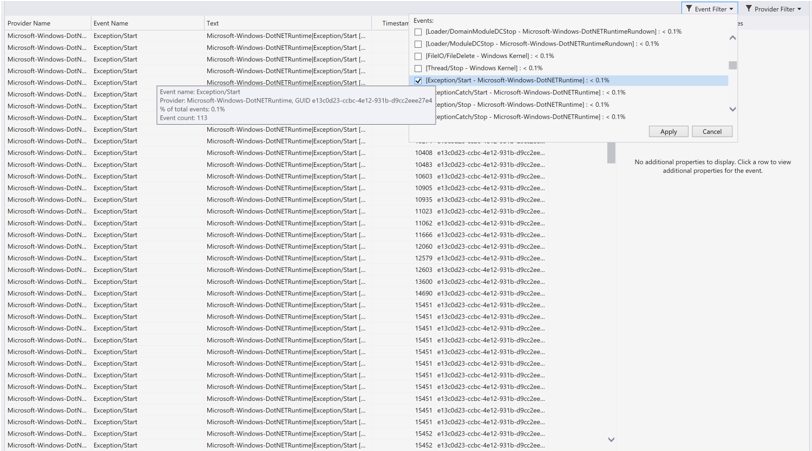 Event Filter Provider Filter
Provider Name Event Name Text Timestam es
Events:
[Loader/DomainModuleDCStop - Microsoft-Windows-DotNETRuntimeRundown] : < 0.1%
[Loader/ModuleDCStop - Microsoft-Windows-DotNETRuntimeRundown] : < 0.1%
[FileIO/FileDelete - Windows Kernel] : < 0.1%
[Thread/Stop - Windows Kernel] : < 0.1%
[Exception/Start - Microsoft-Windows-DotNETRuntime] : < 0.1%
ceptionCatch/Start - Microsoft-Windows-DotNETRuntime] : < 0.1%
ception/Stop - Microsoft-Windows-DotNETRuntime] : < 0.1%
ceptionCatch/Stop - Microsoft-Windows-DotNETRuntime] : < 0.1%
Apply Cancel
Event name: Exception/Start
Provider: Microsoft-Windows-DotNETRuntime, GUID e13c0d23-ccbc-4e12-931b-d9cc2eee27e4
% of total events: 0.1%
Event count: 113
No additional properties to display. Click a row to view
additional properties for the event.
Microsoft-Windows-DotN... Exception/Start Microsoft-Windows-DotNETRuntime|Exception/Start [...
Microsoft-Windows-DotN... Exception/Start Microsoft-Windows-DotNETRuntime|Exception/Start [...
Microsoft-Windows-DotN... Exception/Start Microsoft-Windows-DotNETRuntime|Exception/Start [...
Microsoft-Windows-DotN... Exception/Start Microsoft-Windows-DotNETRuntime|Exception/Start [...
Microsoft-Windows-DotN... Exception/Start Microsoft-Windows-DotNETRuntime|Exception/Start [...
Microsoft-Windows-DotN... Exception/Start
Microsoft-Windows-DotN... Exception/Start
Microsoft-Windows-DotN... Exception/Start
Microsoft-Windows-DotN... Exception/Start Microsoft-Windows-DotNETRuntime|Exception/Start [...
Microsoft-Windows-DotN... Exception/Start Microsoft-Windows-DotNETRuntime|Exception/Start [... e13c0d23-ccbc-4e12-931b-d9cc2ee...
Microsoft-Windows-DotN... Exception/Start Microsoft-Windows-DotNETRuntime|Exception/Start [... 10408 e13c0d23-ccbc-4e12-931b-d9cc2ee...
Microsoft-Windows-DotN... Exception/Start Microsoft-Windows-DotNETRuntime|Exception/Start [... 10483 e13c0d23-ccbc-4e12-931b-d9cc2ee...
Microsoft-Windows-DotN... Exception/Start Microsoft-Windows-DotNETRuntime|Exception/Start [... 10603 e13c0d23-ccbc-4e12-931b-d9cc2ee...
Microsoft-Windows-DotN... Exception/Start Microsoft-Windows-DotNETRuntime|Exception/Start [... 10905 e13c0d23-ccbc-4e12-931b-d9cc2ee...
Microsoft-Windows-DotN... Exception/Start Microsoft-Windows-DotNETRuntime|Exception/Start [... 10935 e13c0d23-ccbc-4e12-931b-d9cc2ee...
Microsoft-Windows-DotN... Exception/Start Microsoft-Windows-DotNETRuntime|Exception/Start [... 11023 e13c0d23-ccbc-4e12-931b-d9cc2ee...
Microsoft-Windows-DotN... Exception/Start Microsoft-Windows-DotNETRuntime|Exception/Start [... 11062 e13c0d23-ccbc-4e12-931b-d9cc2ee...
Microsoft-Windows-DotN... Exception/Start Microsoft-Windows-DotNETRuntime|Exception/Start [... 11666 e13c0d23-ccbc-4e12-931b-d9cc2ee...
Microsoft-Windows-DotN... Exception/Start Microsoft-Windows-DotNETRuntime|Exception/Start [... 12060 e13c0d23-ccbc-4e12-931b-d9cc2ee...
Microsoft-Windows-DotN... Exception/Start Microsoft-Windows-DotNETRuntime|Exception/Start [... 12579 e13c0d23-ccbc-4e12-931b-d9cc2ee...
Microsoft-Windows-DotN... Exception/Start Microsoft-Windows-DotNETRuntime|Exception/Start [... 12603 e13c0d23-ccbc-4e12-931b-d9cc2ee...
Microsoft-Windows-DotN... Exception/Start Microsoft-Windows-DotNETRuntime|Exception/Start [... 13600 e13c0d23-ccbc-4e12-931b-d9cc2ee...
Microsoft-Windows-DotN... Exception/Start Microsoft-Windows-DotNETRuntime|Exception/Start [... 14690 e13c0d23-ccbc-4e12-931b-d9cc2ee...
Microsoft-Windows-DotN... Exception/Start Microsoft-Windows-DotNETRuntime|Exception/Start [... 15451 e13c0d23-ccbc-4e12-931b-d9cc2ee...
Microsoft-Windows-DotN... Exception/Start Microsoft-Windows-DotNETRuntime|Exception/Start [... 15451 e13c0d23-ccbc-4e12-931b-d9cc2ee...
Microsoft-Windows-DotN... Exception/Start Microsoft-Windows-DotNETRuntime|Exception/Start [... 15451 e13c0d23-ccbc-4e12-931b-d9cc2ee...
Microsoft-Windows-DotN... Exception/Start Microsoft-Windows-DotNETRuntime|Exception/Start [... 15451 e13c0d23-ccbc-4e12-931b-d9cc2ee...
Microsoft-Windows-DotN... Exception/Start Microsoft-Windows-DotNETRuntime|Exception/Start [... 15451 e13c0d23-ccbc-4e12-931b-d9cc2ee...
Microsoft-Windows-DotN... Exception/Start Microsoft-Windows-DotNETRuntime|Exception/Start [... 15451 e13c0d23-ccbc-4e12-931b-d9cc2ee...
Microsoft-Windows-DotN... Exception/Start Microsoft-Windows-DotNETRuntime|Exception/Start [... 15451 e13c0d23-ccbc-4e12-931b-d9cc2ee...
Microsoft-Windows-DotN... Exception/Start Microsoft-Windows-DotNETRuntime|Exception/Start [... 15451 e13c0d23-ccbc-4e12-931b-d9cc2ee...
Microsoft-Windows-DotN... Exception/Start Microsoft-Windows-DotNETRuntime|Exception/Start [... 15451 e13c0d23-ccbc-4e12-931b-d9cc2ee...
Microsoft-Windows-DotN... Exception/Start Microsoft-Windows-DotNETRuntime|Exception/Start [... 15451 e13c0d23-ccbc-4e12-931b-d9cc2ee...
Microsoft-Windows-DotN... Exception/Start Microsoft-Windows-DotNETRuntime|Exception/Start [... 15451 e13c0d23-ccbc-4e12-931b-d9cc2ee...
Microsoft-Windows-DotN... Exception/Start Microsoft-Windows-DotNETRuntime|Exception/Start [... 15452 e13c0d23-ccbc-4e12-931b-d9cc2ee...
Microsoft-Windows-DotN... Exception/Start Microsoft-Windows-DotNETRuntime|Exception/Start [... 15452 e13c0d23-ccbc-4e12-931b-d9cc2ee...